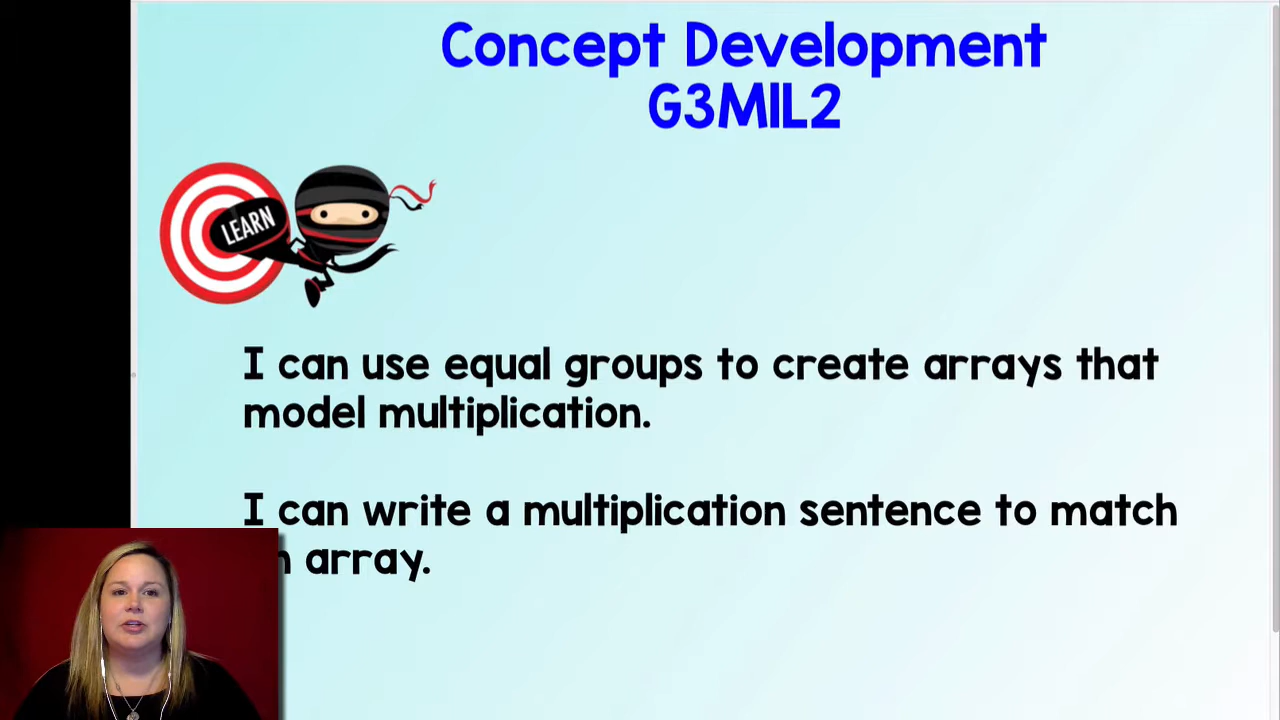 Concept Development
G3M1L2
LEARN
I can use equal groups to create arrays that
model multiplication.
I can write a multiplication sentence to match
array.